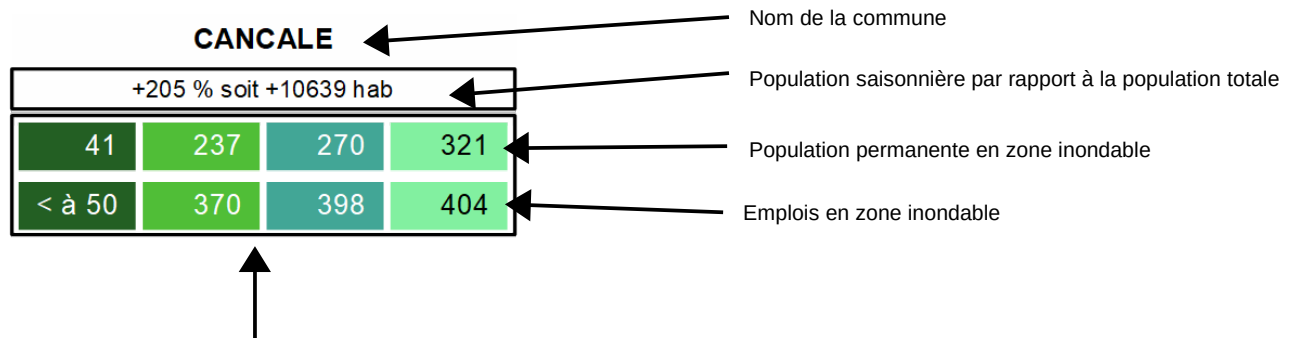 Nom de la commune
CANCALE
Population saisonnière par rapport à la population totale
+205 % soit +10639 hab
41 237 270 321
Population permanente en zone inondable
< à 50 370 398 404
Emplois en zone inondable